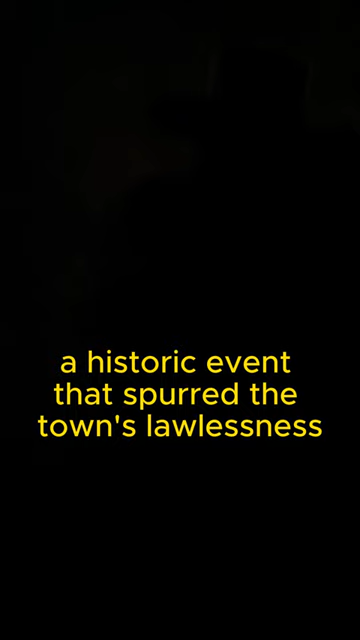 a historic event
that spurred the
town's lawlessness